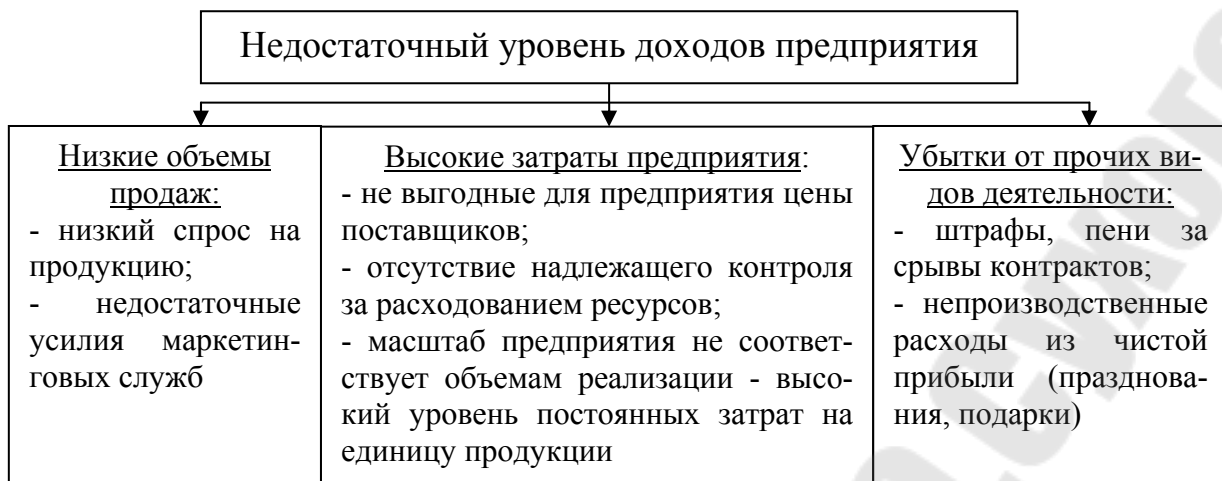 Недостаточный уровень доходов предприятия
Низкие объемы
продаж:
- низкий спрос на
продукцию;
- недостаточные
усилия маркетин-
говых служб
Высокие затраты предприятия:
- не выгодные для предприятия цены
поставщиков;
- отсутствие надлежащего контроля
за расходованием ресурсов;
- масштаб предприятия не соответ-
ствует объемам реализации - высо-
кий уровень постоянных затрат на
единицу продукции
Убытки от прочих ви-
дов деятельности:
- штрафы, пени за
срывы контрактов;
- непроизводственные
расходы из чистой
прибыли (празднова-
ния, подарки)